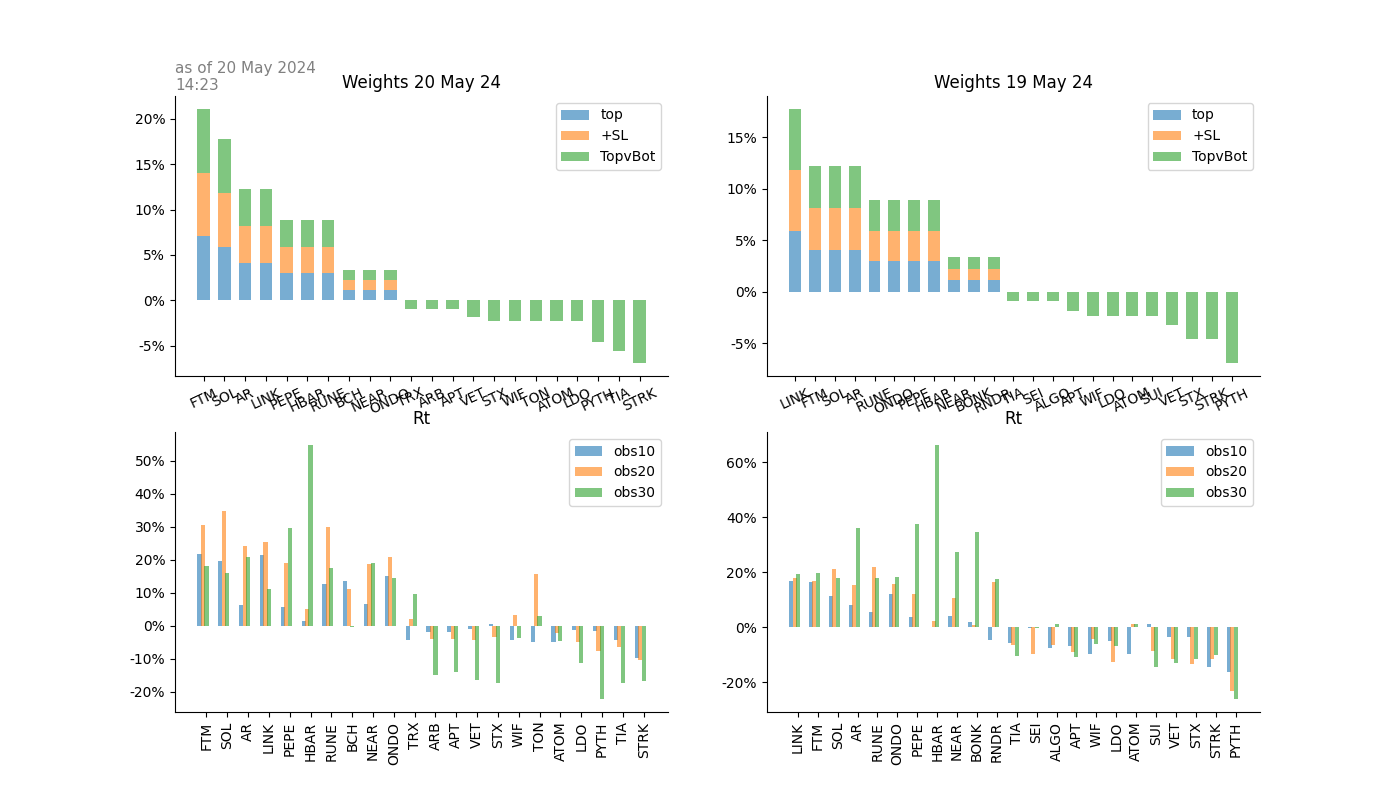 as of 20 May 2024
14:23
Weights 20 May 24
20%
15%
10%
5%
0%
-5%
top
+SL
TopvBot
FTM SOL AR LINK PEPE HBAR RUNE BCH NEAR ONDO TRX ARB APT VET STX WIF TON ATOM LDO PYTH TIA STRK
Weights 19 May 24
15%
10%
5%
0%
-5%
top
+SL
TopvBot
LINK FTM SOL AR RUNE ONDO PEPE HBAR NEAR BONK RNDR TIA SEI ALGO APT WIF LDO ATOM SUI VET STX STRK PYTH
Rt
50%
40%
30%
20%
10%
0%
-10%
-20%
obs10
obs20
obs30
FTM SOL AR LINK PEPE HBAR RUNE BCH NEAR ONDO TRX ARB APT VET STX WIF TON ATOM LDO PYTH TIA STRK
Rt
60%
40%
20%
0%
-20%
obs10
obs20
obs30
LINK FTM SOL AR RUNE ONDO PEPE HBAR NEAR BONK RNDR TIA SEI ALGO APT WIF LDO ATOM SUI VET STX STRK PYTH